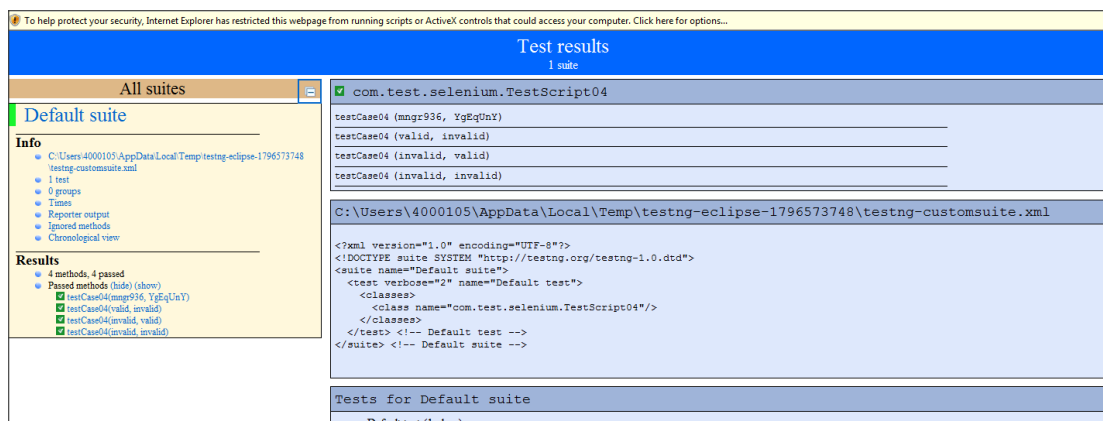 To help protect your security, Internet Explorer has restricted this webpage from running scripts or ActiveX controls that could access your computer. Click here for options...
Test results
1 suite
All suites
Default suite
Info
C:\Users\4000105\AppData\Local\Temp\testng-eclipse-1796573748
\testng-customsuite.xml
1 test
0 groups
Times
Reporter output
Ignored methods
Chronological view
Results
4 methods, 4 passed
Passed methods (hide) (show)
testCase04(mngr936, YgEqUnY)
testCase04(valid, invalid)
testCase04(invalid, valid)
testCase04(invalid, invalid)
com.test.selenium.TestScript04
testCase04 (mngr936, YgEqUnY)
testCase04 (valid, invalid)
testCase04 (invalid, valid)
testCase04 (invalid, invalid)
C:\Users\4000105\AppData\Local\Temp\testng-eclipse-1796573748\testng-customsuite.xml
<?xml version="1.0" encoding="UTF-8"?>
<!DOCTYPE suite SYSTEM "http://testng.org/testng-1.0.dtd">
<suite name="Default suite">
<test verbose="2" name="Default test">
<classes>
<class name="com.test.selenium.TestScript04"/>
</classes>
</test> <!-- Default test -->
</suite> <!-- Default suite -->
Tests for Default suite